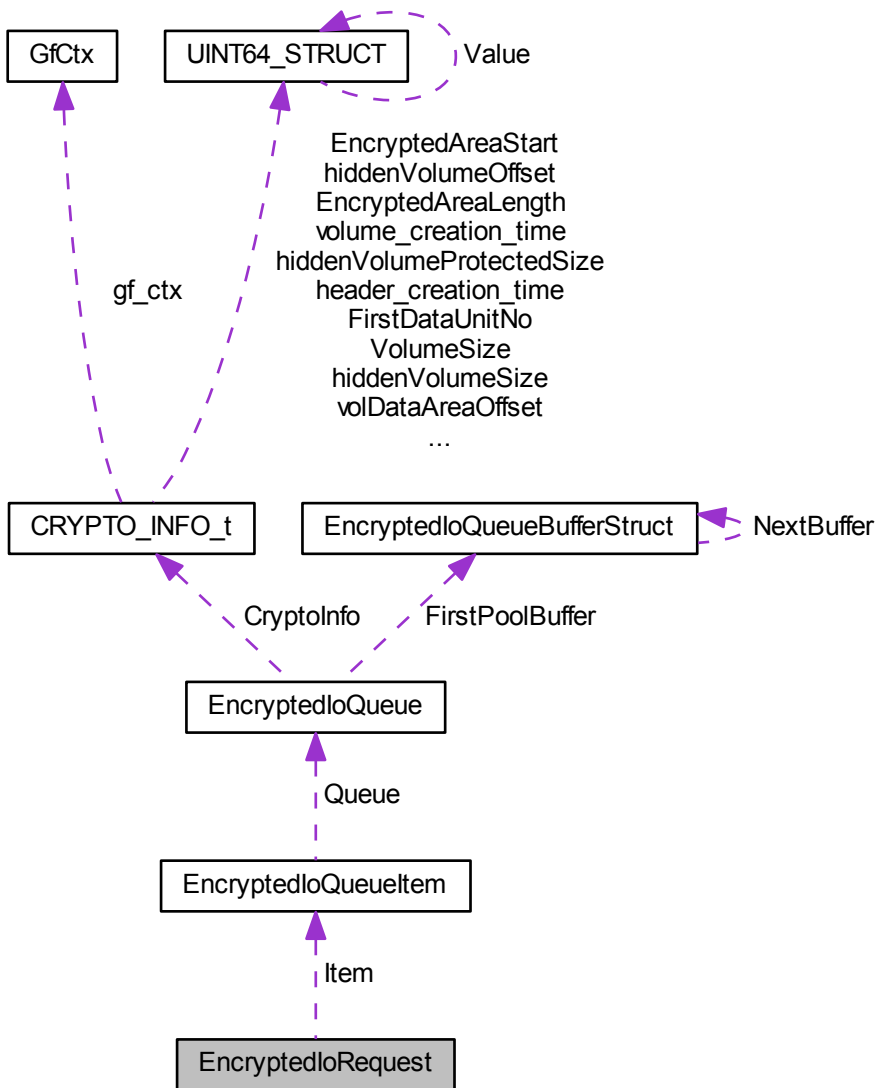 GfCtx
UINT64_STRUCT
Value
EncryptedAreaStart
hiddenVolumeOffset
EncryptedAreaLength
volume_creation_time
hiddenVolumeProtectedSize
header_creation_time
FirstDataUnitNo
VolumeSize
hiddenVolumeSize
volDataAreaOffset
...
gf_ctx
CRYPTO_INFO_t
EncryptedIoQueueBufferStruct
NextBuffer
CryptoInfo
FirstPoolBuffer
EncryptedIoQueue
Queue
EncryptedIoQueueItem
Item
EncryptedIoRequest